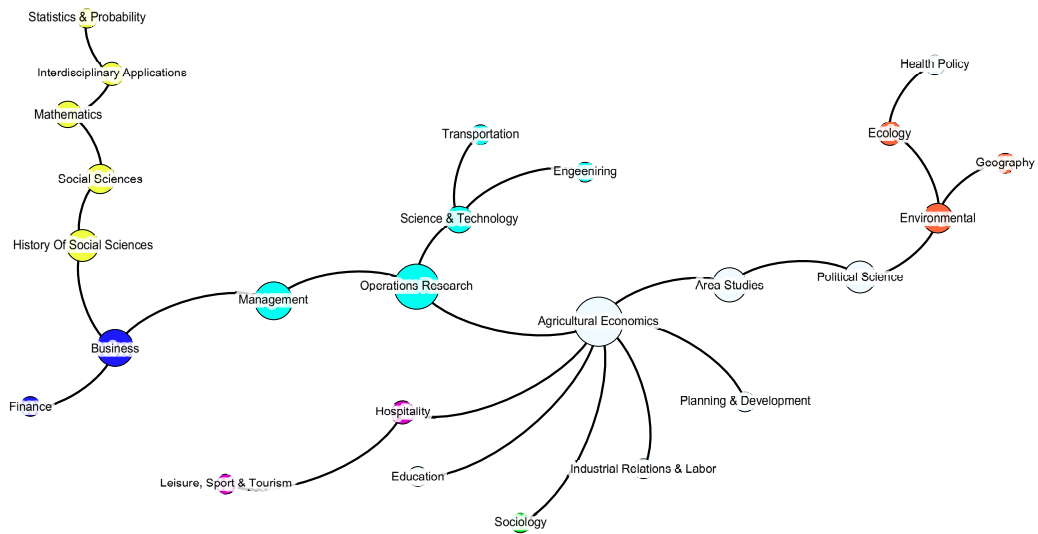 Statistics & Probability
Interdisciplinary Applications
Mathematics
Social Sciences
History Of Social Sciences
Business
Finance
Management
Operations Research
Science & Technology
Transportation
Engeeniring
Agricultural Economics
Area Studies
Political Science
Environmental
Ecology
Health Policy
Geography
Planning & Development
Industrial Relations & Labor
Sociology
Education
Hospitality
Leisure, Sport & Tourism